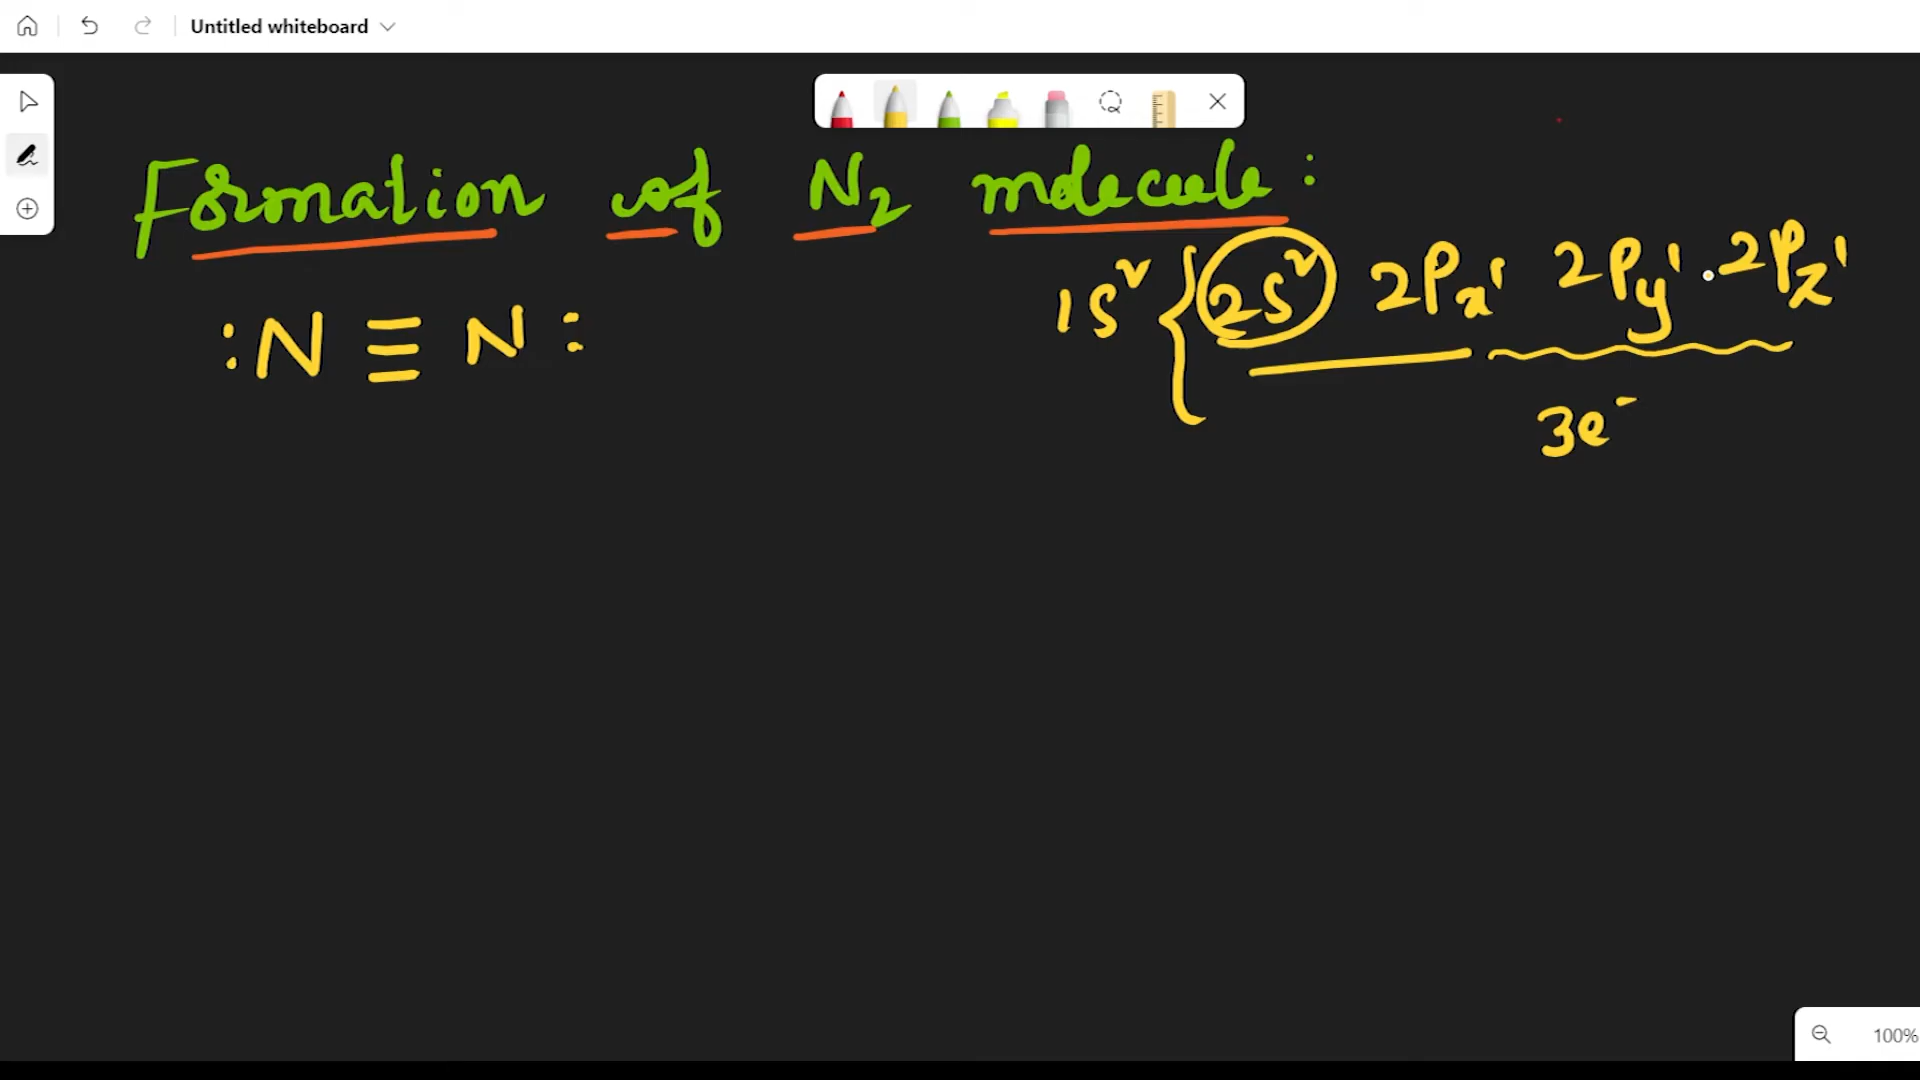 Untitled whiteboard
Formation of N₂ molecule:
:N ≡ N:
1s² { 2s² 2Px¹ 2Py¹ 2Pz¹
3e⁻
100%